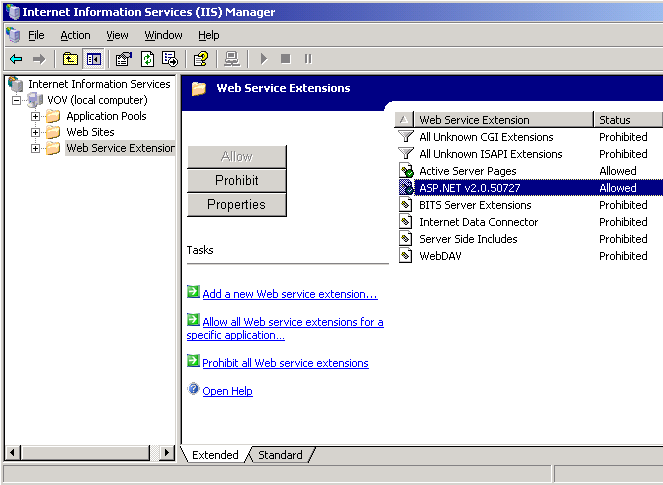 Internet Information Services (IIS) Manager
File Action View Window Help
Internet Information Services
VOV (local computer)
Application Pools
Web Sites
Web Service Extension
Web Service Extensions
Allow
Prohibit
Properties
Tasks
Add a new Web service extension...
Allow all Web service extensions for a
specific application...
Prohibit all Web service extensions
Open Help
Web Service Extension Status
All Unknown CGI Extensions Prohibited
All Unknown ISAPI Extensions Prohibited
Active Server Pages Allowed
ASP.NET v2.0.50727 Allowed
BITS Server Extensions Prohibited
Internet Data Connector Prohibited
Server Side Includes Prohibited
WebDAV Prohibited
Extended Standard